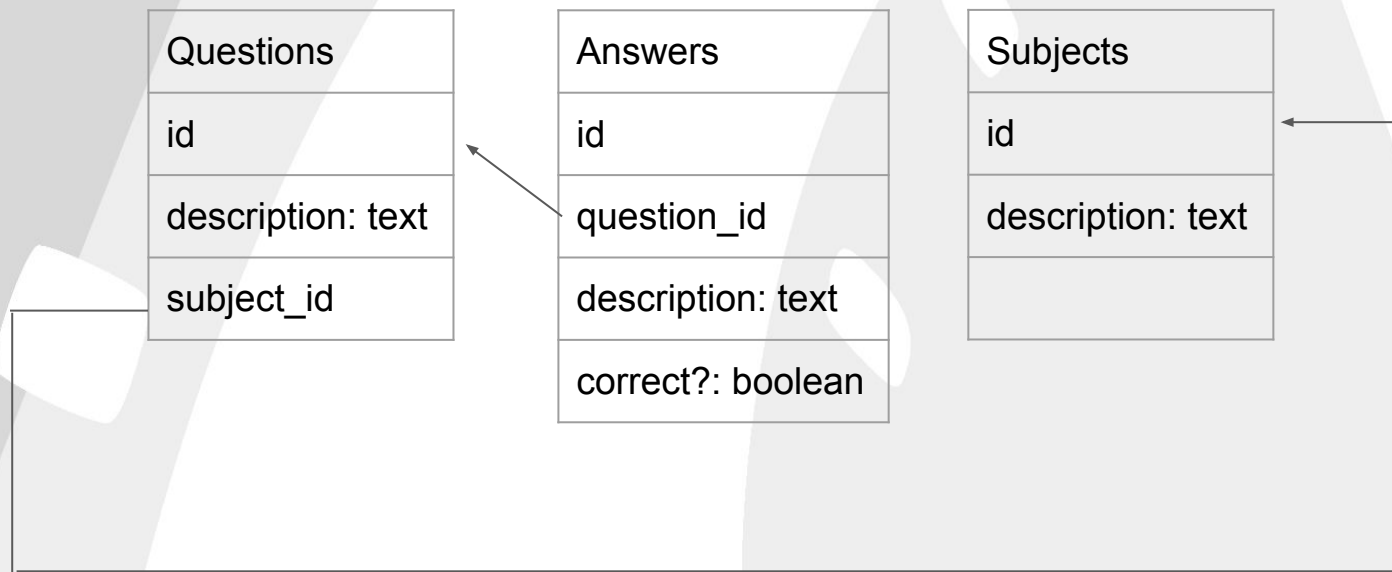 Questions
id
description: text
subject_id
Answers
id
question_id
description: text
correct?: boolean
Subjects
id
description: text